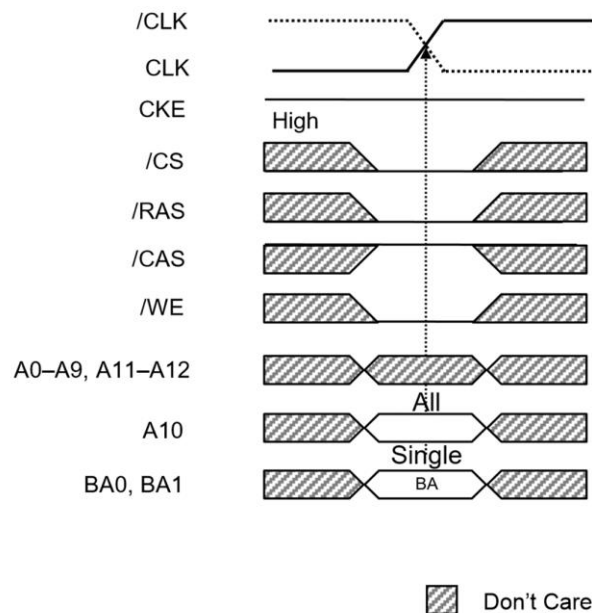 /CLK
CLK
CKE
High
/CS
/RAS
/CAS
/WE
A0–A9, A11–A12
All
A10
Single
BA0, BA1
BA
Don't Care